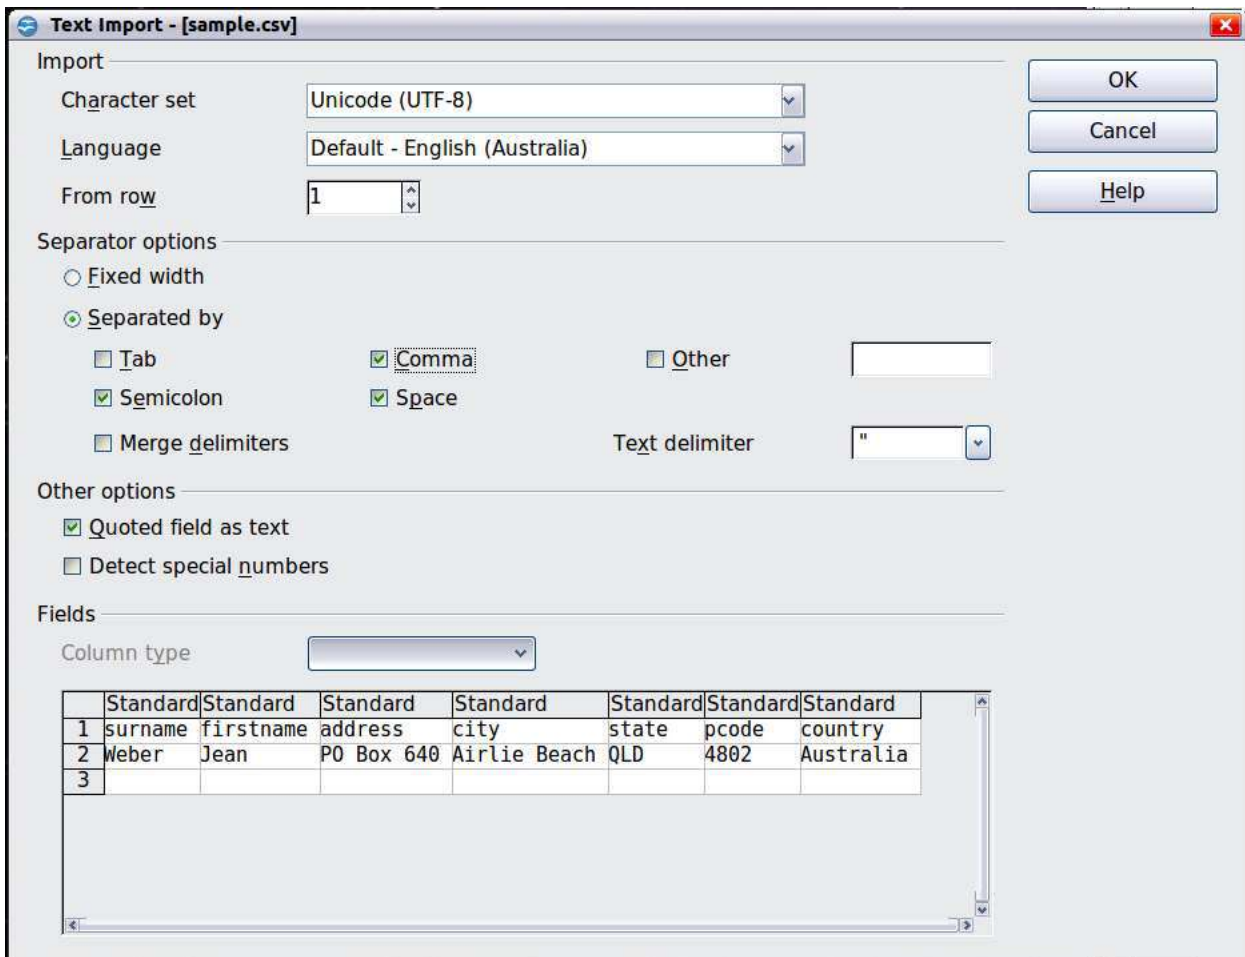 Text Import - [sample.csv]
Import
OK
Character set Unicode (UTF-8)
Cancel
Language Default - English (Australia)
From row 1
Help
Separator options
Fixed width
Separated by
Tab Comma Other
Semicolon Space
Merge delimiters Text delimiter "
Other options
Quoted field as text
Detect special numbers
Fields
Column type
Standard Standard Standard Standard Standard Standard Standard
1 surname firstname address city state pcode country
2 Weber Jean PO Box 640 Airlie Beach QLD 4802 Australia
3